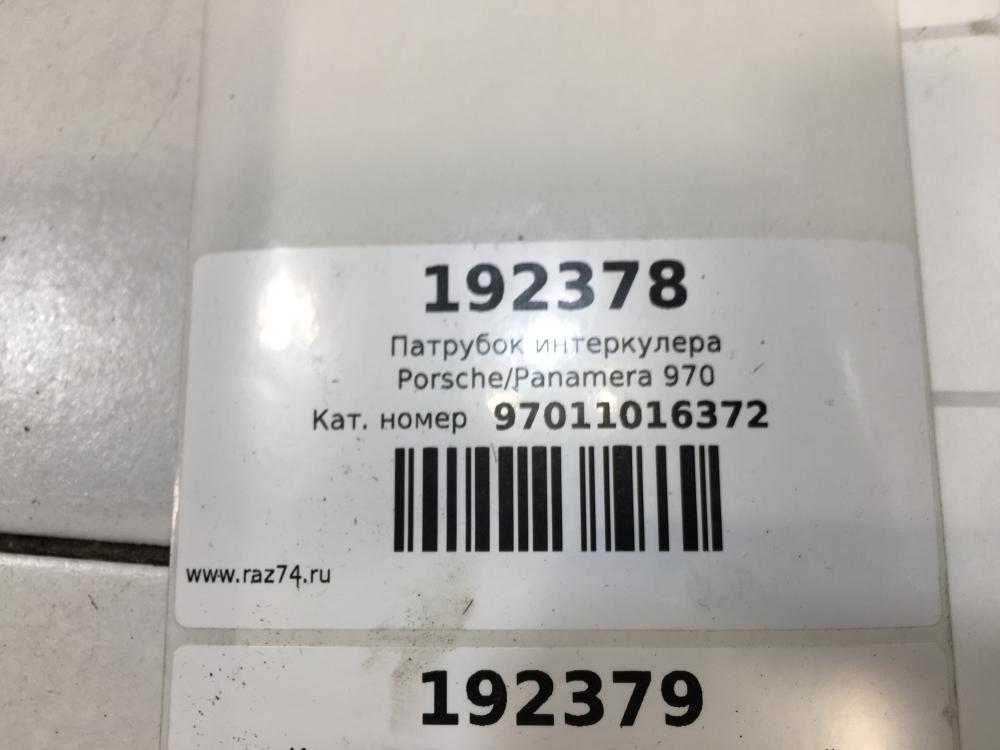 192378
Патрубок интеркулера
Porsche/Panamera 970
Кат. номер 97011016372
www.raz74.ru
192379